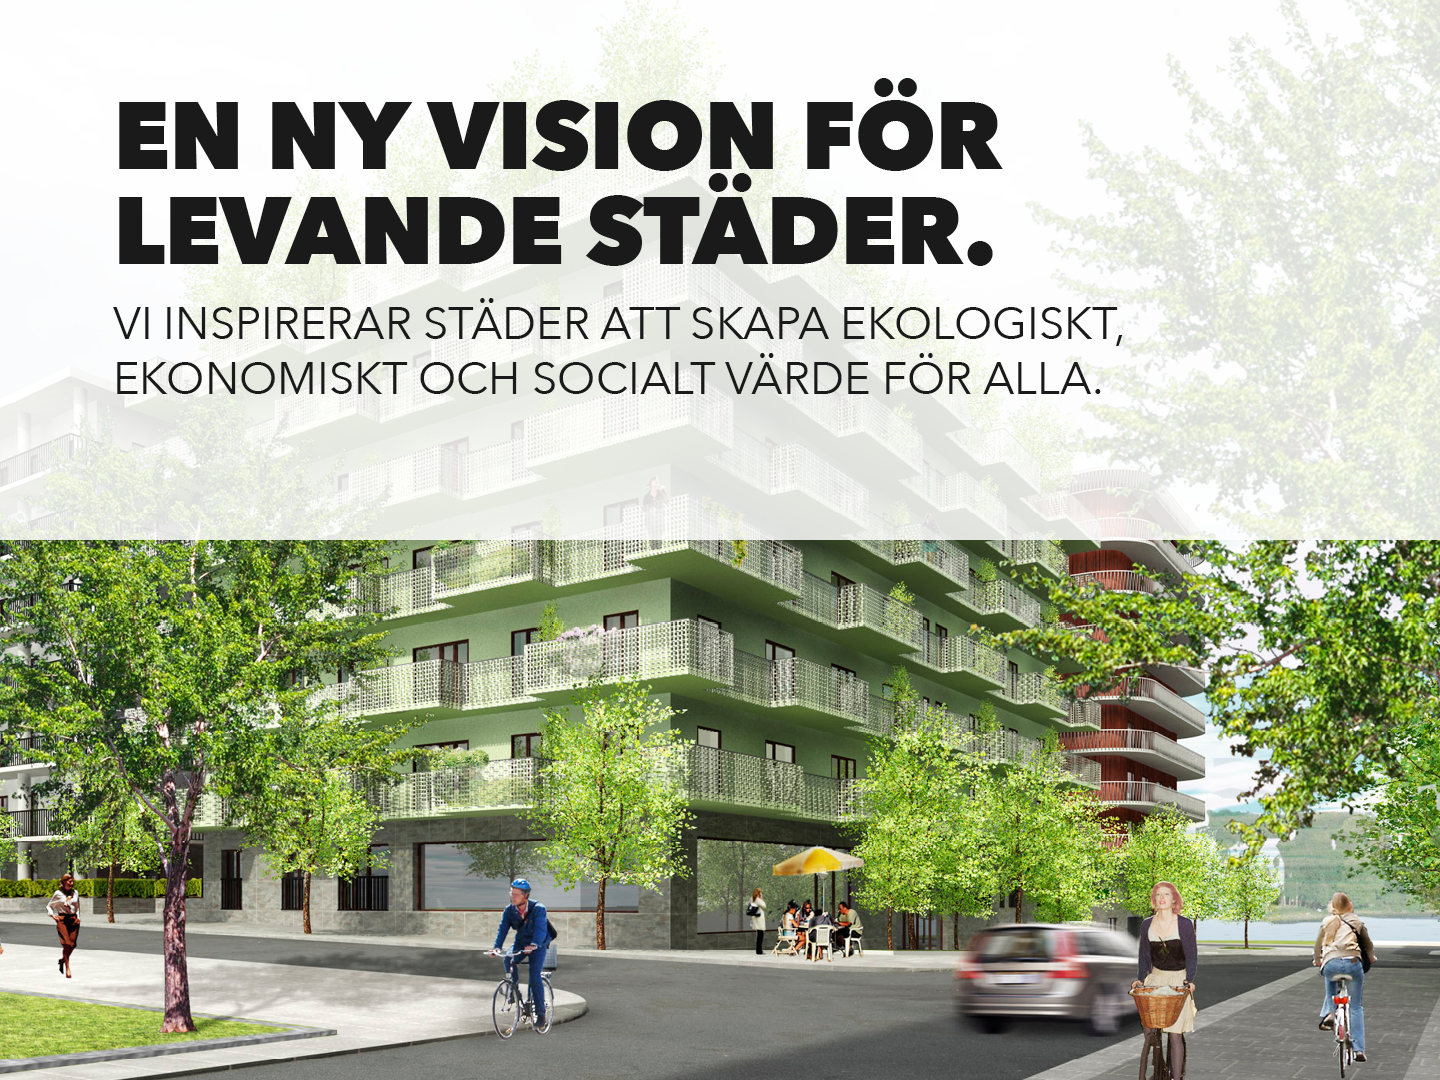 EN NY VISION FÖR
LEVANDE STÄDER.
VI INSPIRERAR STÄDER ATT SKAPA EKOLOGISKT,
EKONOMISKT OCH SOCIALT VÄRDE FÖR ALLA.